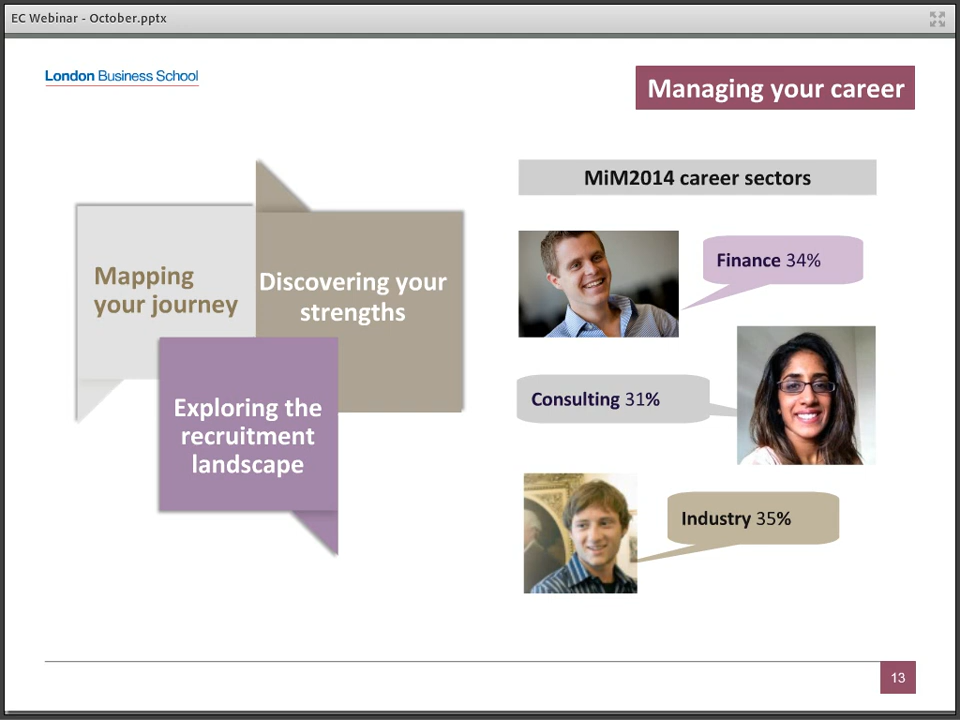 EC Webinar - October.pptx
London Business School
Managing your career
Mapping
your journey
Discovering your
strengths
Exploring the
recruitment
landscape
MiM2014 career sectors
Finance 34%
Consulting 31%
Industry 35%
13